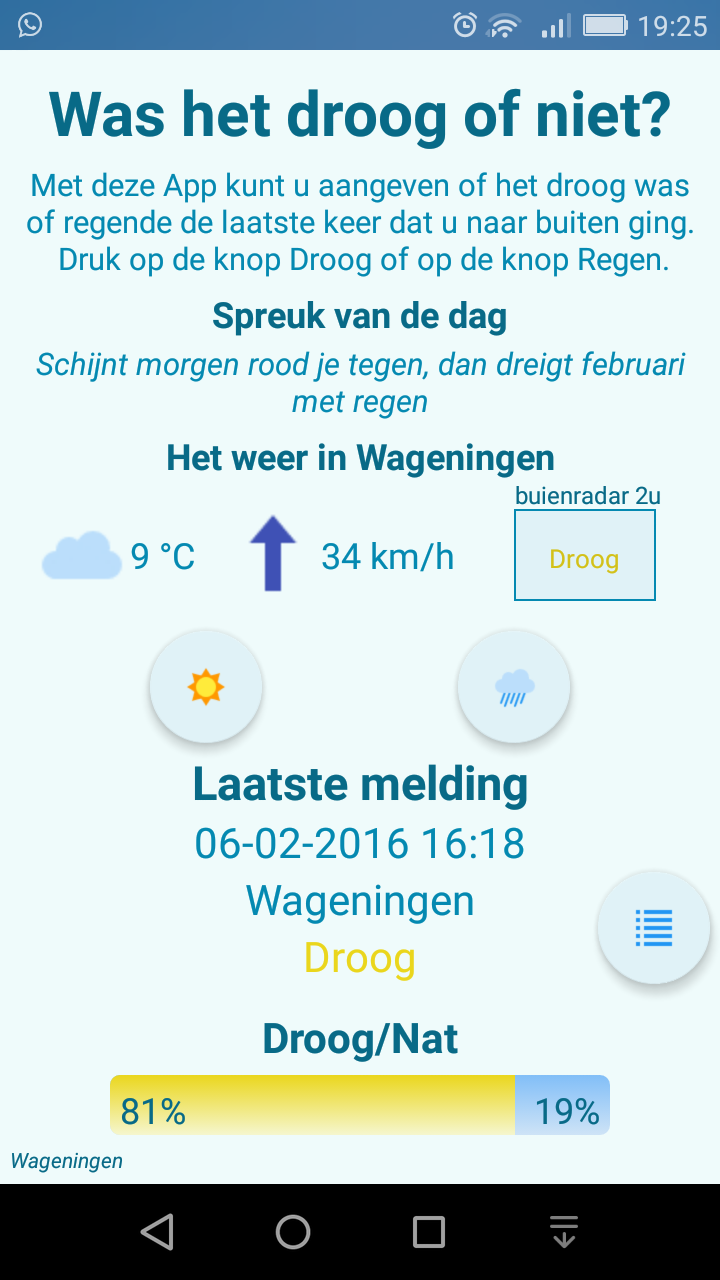 19:25
Was het droog of niet?
Met deze App kunt u aangeven of het droog was
of regende de laatste keer dat u naar buiten ging.
Druk op de knop Droog of op de knop Regen.
Spreuk van de dag
Schijnt morgen rood je tegen, dan dreigt februari
met regen
Het weer in Wageningen
buienradar 2u
9 °C 34 km/h Droog
Laatste melding
06-02-2016 16:18
Wageningen
Droog
Droog/Nat
81% 19%
Wageningen